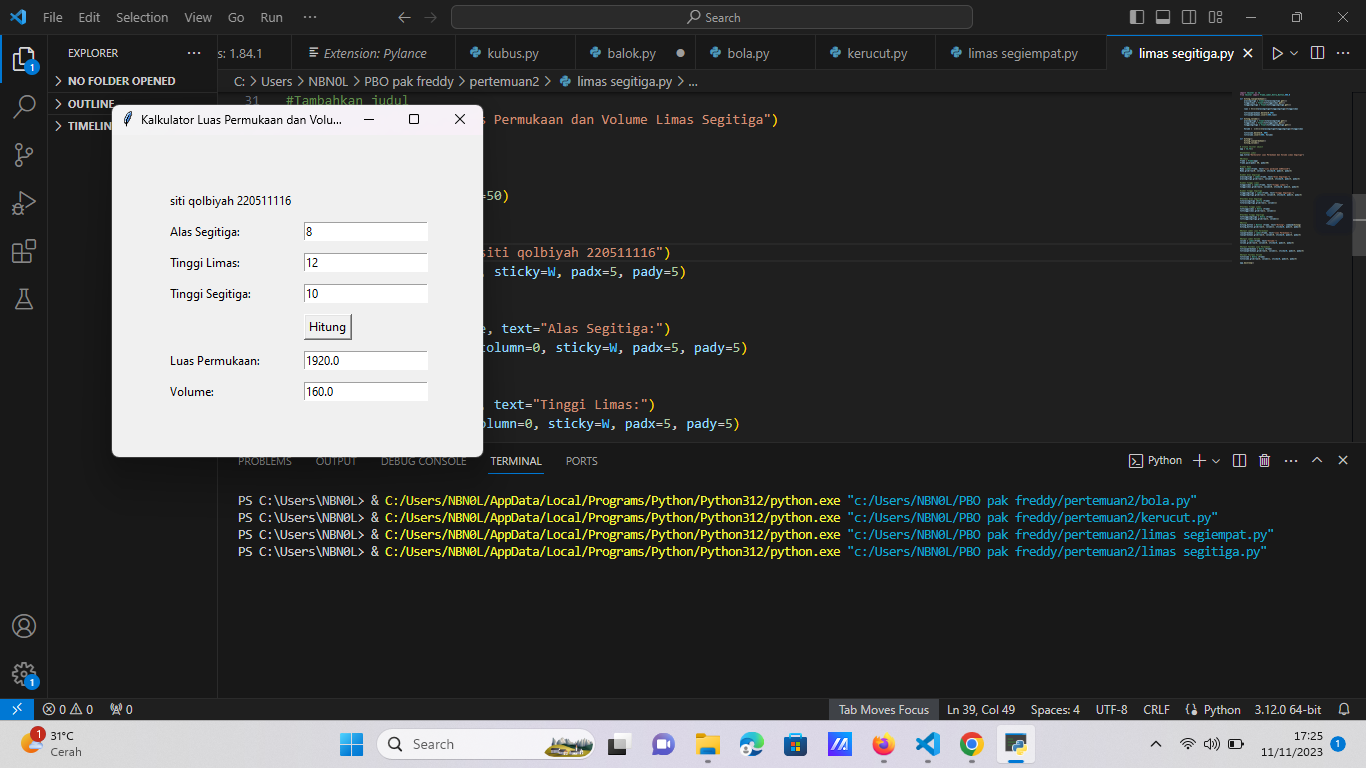 File Edit Selection View Go Run ··· Search
EXPLORER ···
s: 1.84.1 Extension: Pylance kubus.py balok.py bola.py kerucut.py limas segiempat.py limas segitiga.py
NO FOLDER OPENED
OUTLINE
TIMELIN
C: > Users > NBN0L > PBO pak freddy > pertemuan2 > limas segitiga.py > ...
31 #Tambahkan judul
s Permukaan dan Volume Limas Segitiga")
=50)
siti qolbiyah 220511116")
, sticky=W, padx=5, pady=5)
e, text="Alas Segitiga:")
column=0, sticky=W, padx=5, pady=5)
, text="Tinggi Limas:")
olumn=0, sticky=W, padx=5, pady=5)
Kalkulator Luas Permukaan dan Volu...
siti qolbiyah 220511116
Alas Segitiga: 8
Tinggi Limas: 12
Tinggi Segitiga: 10
Hitung
Luas Permukaan: 1920.0
Volume: 160.0
PROBLEMS OUTPUT DEBUG CONSOLE TERMINAL PORTS Python
PS C:\Users\NBN0L> & C:/Users/NBN0L/AppData/Local/Programs/Python/Python312/python.exe "c:/Users/NBN0L/PBO pak freddy/pertemuan2/bola.py"
PS C:\Users\NBN0L> & C:/Users/NBN0L/AppData/Local/Programs/Python/Python312/python.exe "c:/Users/NBN0L/PBO pak freddy/pertemuan2/kerucut.py"
PS C:\Users\NBN0L> & C:/Users/NBN0L/AppData/Local/Programs/Python/Python312/python.exe "c:/Users/NBN0L/PBO pak freddy/pertemuan2/limas segiempat.py"
PS C:\Users\NBN0L> & C:/Users/NBN0L/AppData/Local/Programs/Python/Python312/python.exe "c:/Users/NBN0L/PBO pak freddy/pertemuan2/limas segitiga.py"
1
1
0 0 0 Tab Moves Focus Ln 39, Col 49 Spaces: 4 UTF-8 CRLF Python 3.12.0 64-bit
1
31°C
Cerah
Search
17:25
11/11/2023
1